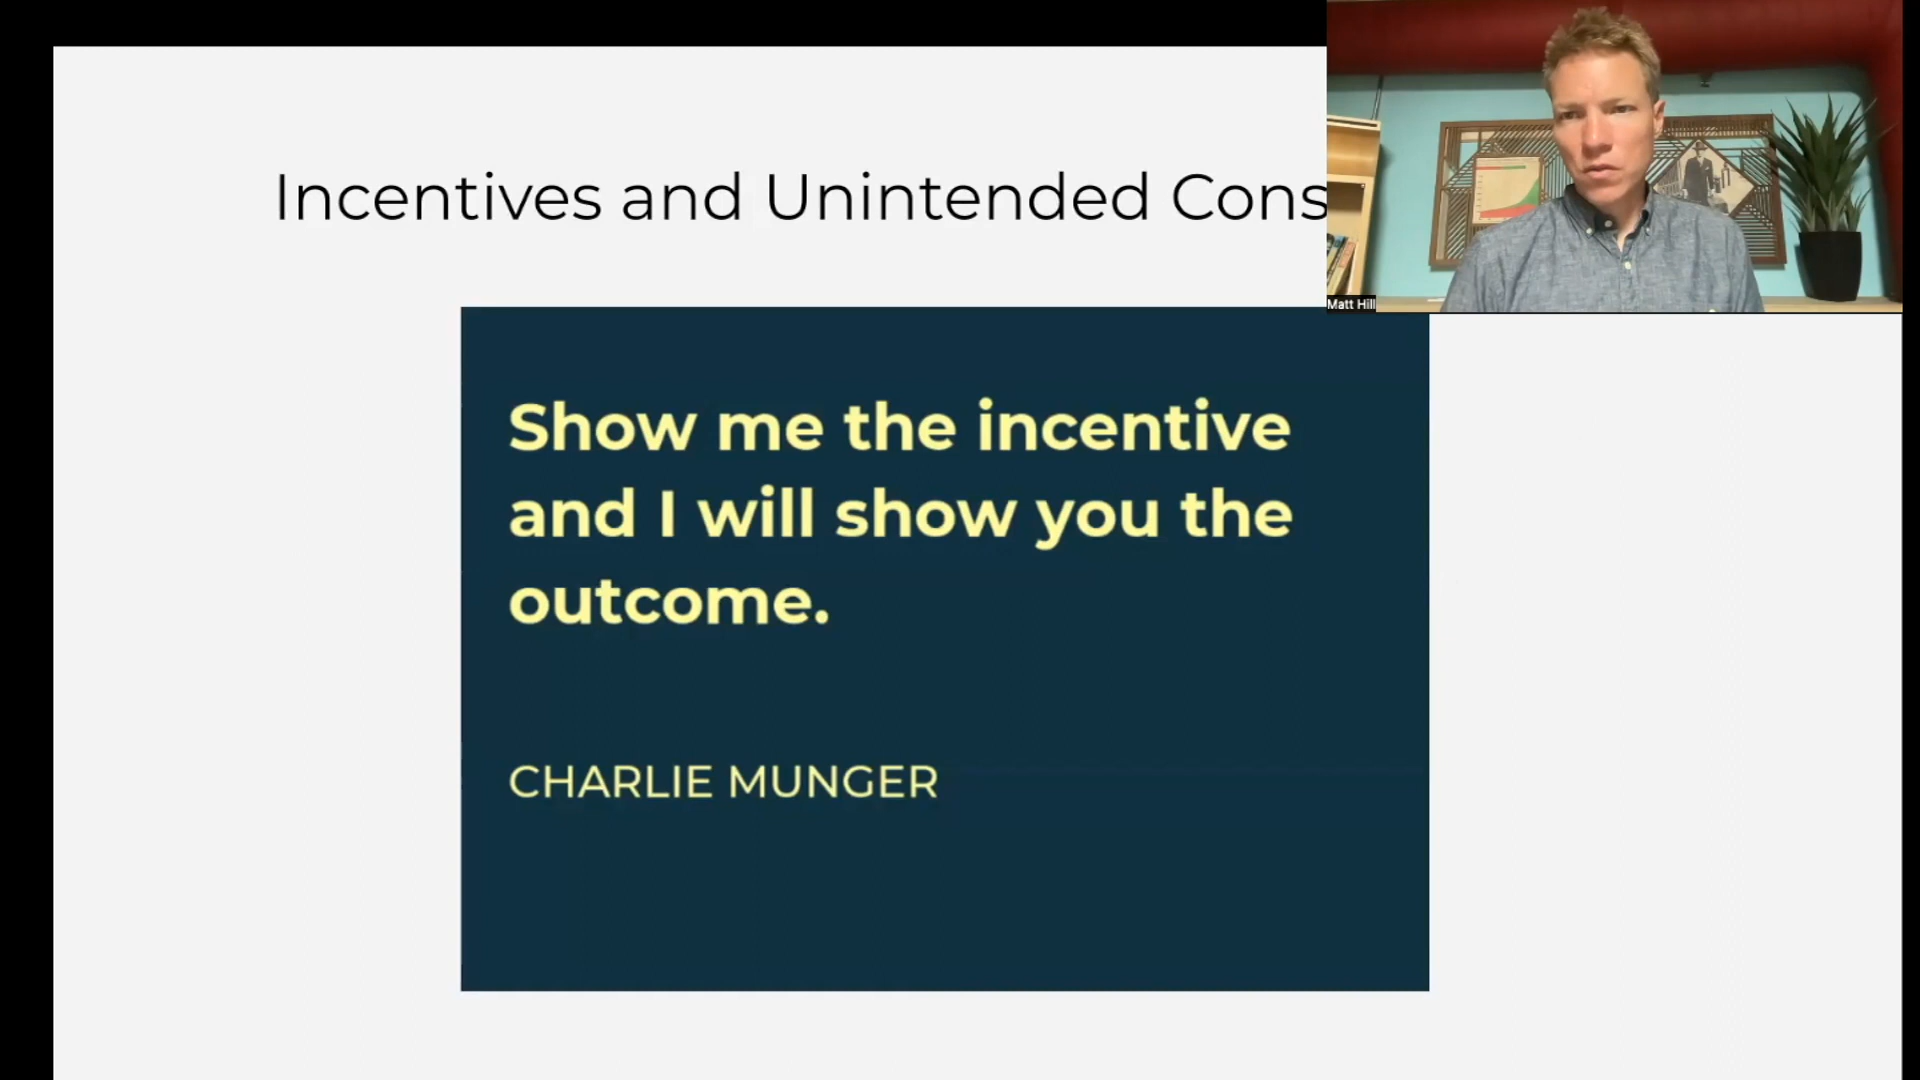 Incentives and Unintended Cons
Matt Hill
Show me the incentive
and I will show you the
outcome.
CHARLIE MUNGER